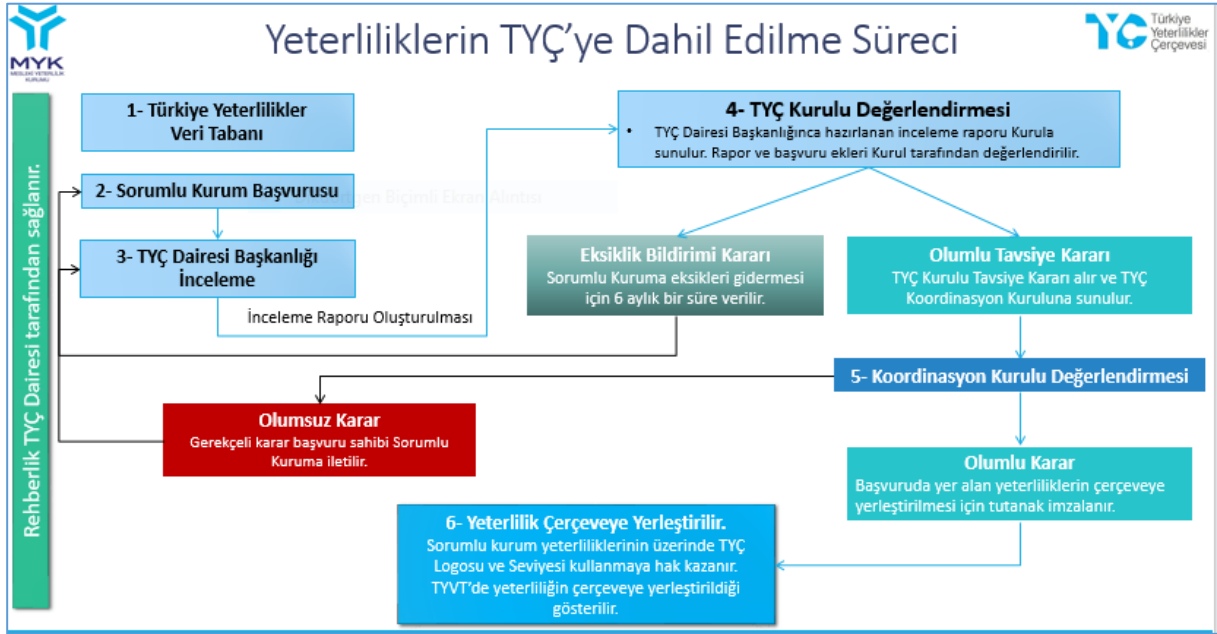 MYK
MESLEKİ YETERLİLİK
KURUMU
Yeterliliklerin TYÇ’ye Dahil Edilme Süreci
TYÇ
Türkiye
Yeterlilikler
Çerçevesi
Rehberlik TYÇ Dairesi tarafından sağlanır.
1- Türkiye Yeterlilikler
Veri Tabanı
2- Sorumlu Kurum Başvurusu
3- TYÇ Dairesi Başkanlığı
İnceleme
İnceleme Raporu Oluşturulması
Biçimli Ekran Alıntısı
4- TYÇ Kurulu Değerlendirmesi
• TYÇ Dairesi Başkanlığınca hazırlanan inceleme raporu Kurula
sunulur. Rapor ve başvuru ekleri Kurul tarafından değerlendirilir.
Eksiklik Bildirimi Kararı
Sorumlu Kuruma eksikleri gidermesi
için 6 aylık bir süre verilir.
Olumlu Tavsiye Kararı
TYÇ Kurulu Tavsiye Kararı alır ve TYÇ
Koordinasyon Kuruluna sunulur.
5- Koordinasyon Kurulu Değerlendirmesi
Olumsuz Karar
Gerekçeli karar başvuru sahibi Sorumlu
Kuruma iletilir.
Olumlu Karar
Başvuruda yer alan yeterliliklerin çerçeveye
yerleştirilmesi için tutanak imzalanır.
6- Yeterlilik Çerçeveye Yerleştirilir.
Sorumlu kurum yeterliliklerinin üzerinde TYÇ
Logosu ve Seviyesi kullanmaya hak kazanır.
TYVT’de yeterliliğin çerçeveye yerleştirildiği
gösterilir.